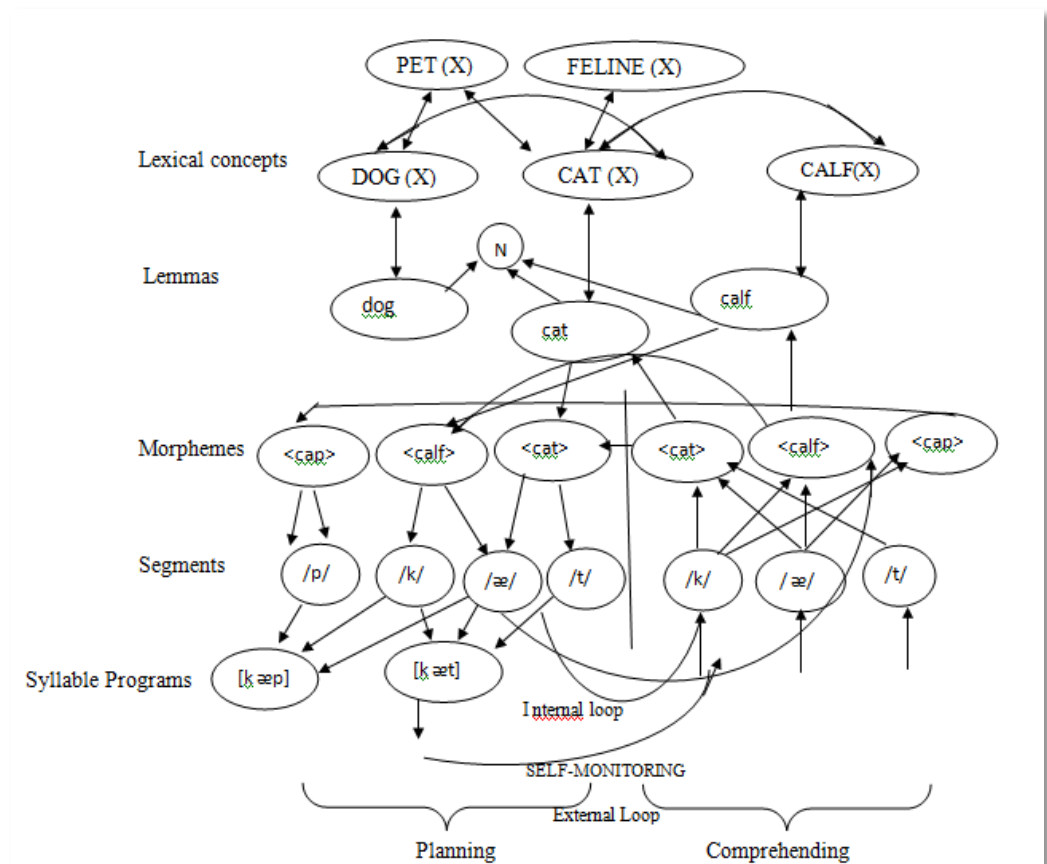 PET (X)
FELINE (X)
Lexical concepts
DOG (X)
CAT (X)
CALF(X)
N
Lemmas
dog
cat
calf
Morphemes
<cap>
<calf>
<cat>
<cat>
<calf>
<cap>
Segments
/p/
/k/
/æ/
/t/
/k/
/æ/
/t/
Syllable Programs
[k æp]
[k æt]
Internal loop
SELF-MONITORING
External Loop
Planning
Comprehending